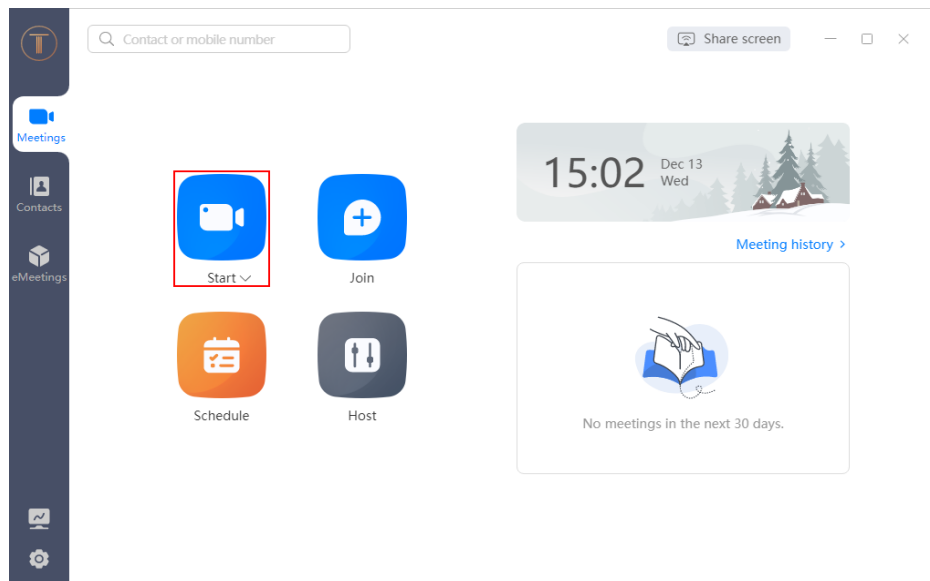 T
Contact or mobile number
Share screen
Meetings
Contacts
eMeetings
Start
Join
Schedule
Host
15:02
Dec 13
Wed
Meeting history >
No meetings in the next 30 days.